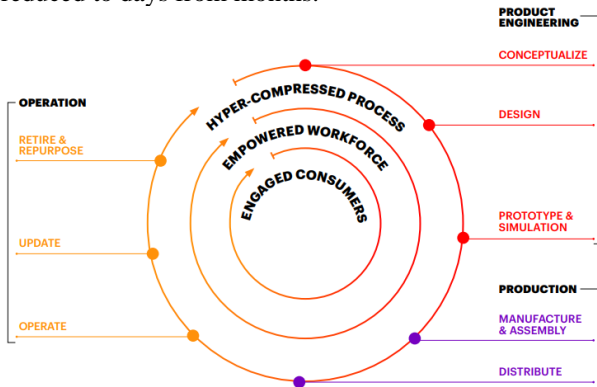 reduced to days from months.
PRODUCT
ENGINEERING
CONCEPTUALIZE
DESIGN
PROTOTYPE &
SIMULATION
PRODUCTION
MANUFACTURE
& ASSEMBLY
DISTRIBUTE
OPERATION
RETIRE &
REPURPOSE
UPDATE
OPERATE
HYPER-COMPRESSED PROCESS
EMPOWERED WORKFORCE
ENGAGED CONSUMERS